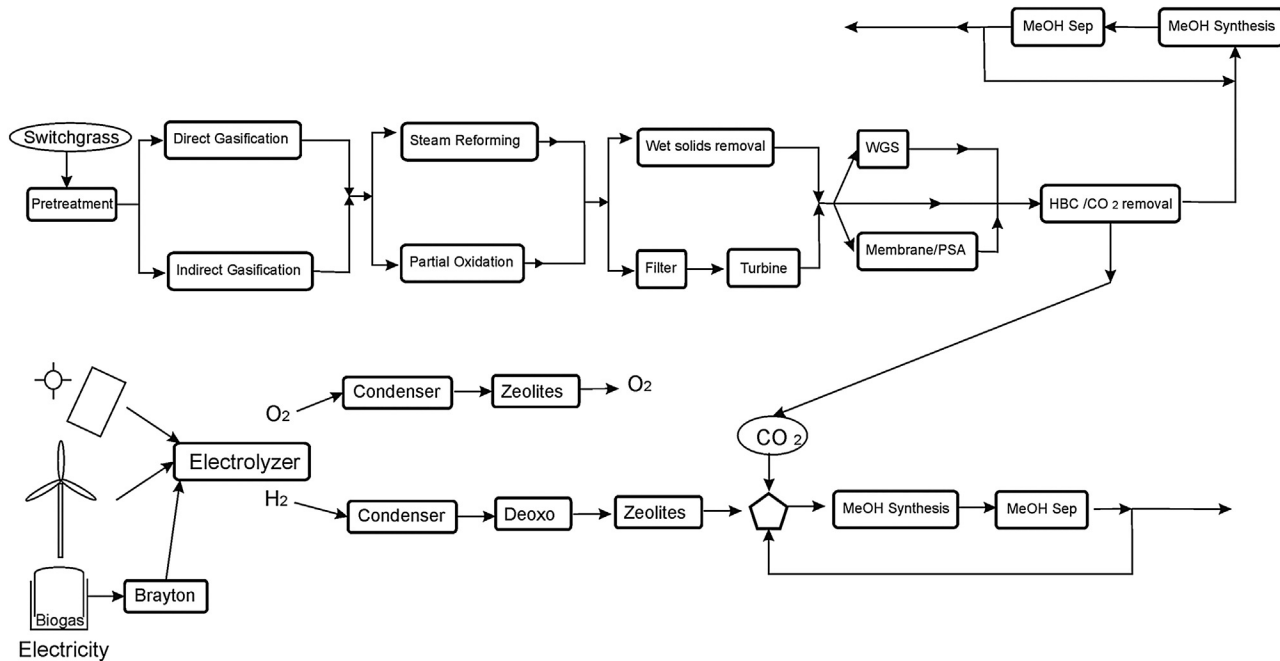 MeOH Sep
MeOH Synthesis
Switchgrass
Direct Gasification
Steam Reforming
Wet solids removal
WGS
Pretreatment
HBC /CO 2 removal
Indirect Gasification
Partial Oxidation
Filter
Turbine
Membrane/PSA
O2
Condenser
Zeolites
O2
CO 2
Electrolyzer
H2
Condenser
Deoxo
Zeolites
MeOH Synthesis
MeOH Sep
Biogas
Brayton
Electricity